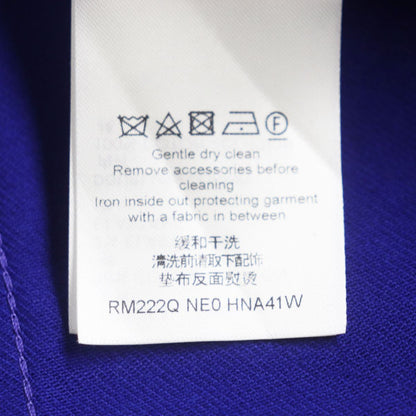 F
Gentle dry clean
Remove accessories before
cleaning
Iron inside out protecting garment
with a fabric in between
缓和干洗
清洗前请取下配饰
垫布反面熨烫
RM222Q NE0 HNA41W